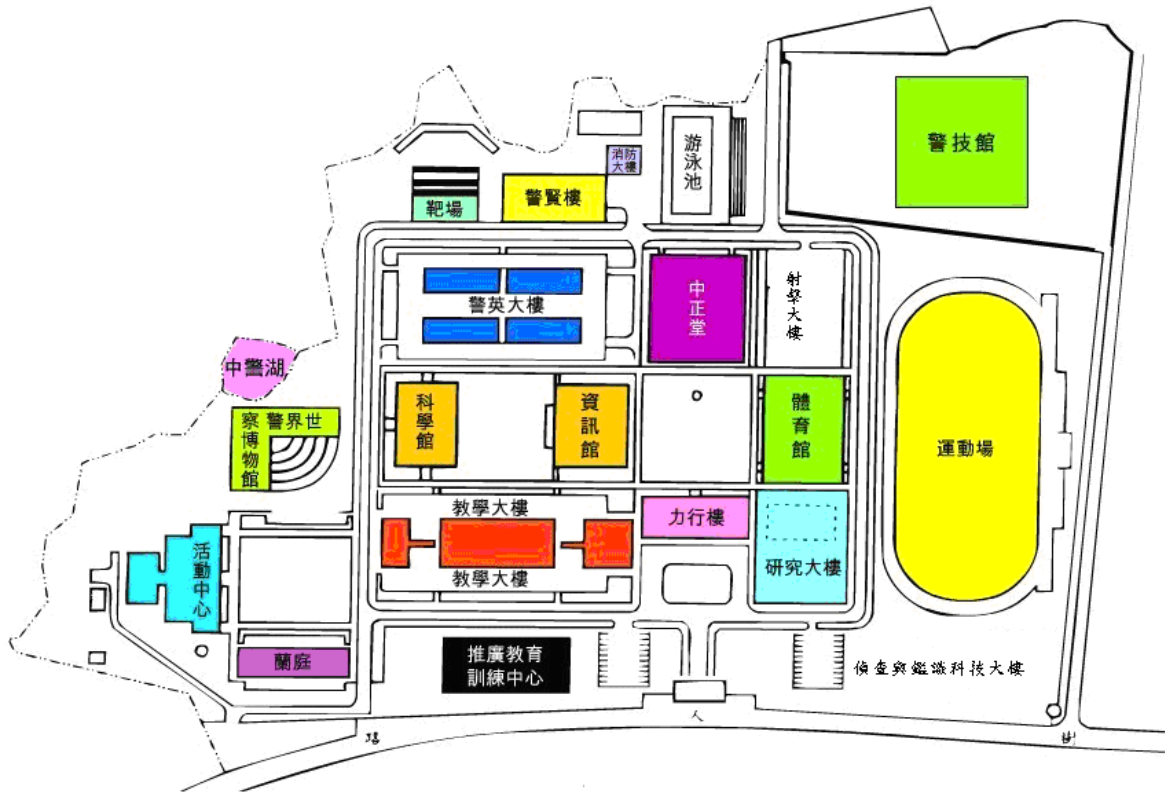 警技館
游泳池
消防
大樓
警賢樓
靶場
中正堂
射擊大樓
警英大樓
中警湖
科學館
資訊館
體育館
運動場
察警界世
博物館
教學大樓
力行樓
研究大樓
教學大樓
活動中心
蘭庭
推廣教育
訓練中心
偵查與鑑識科技大樓
樹
人
路